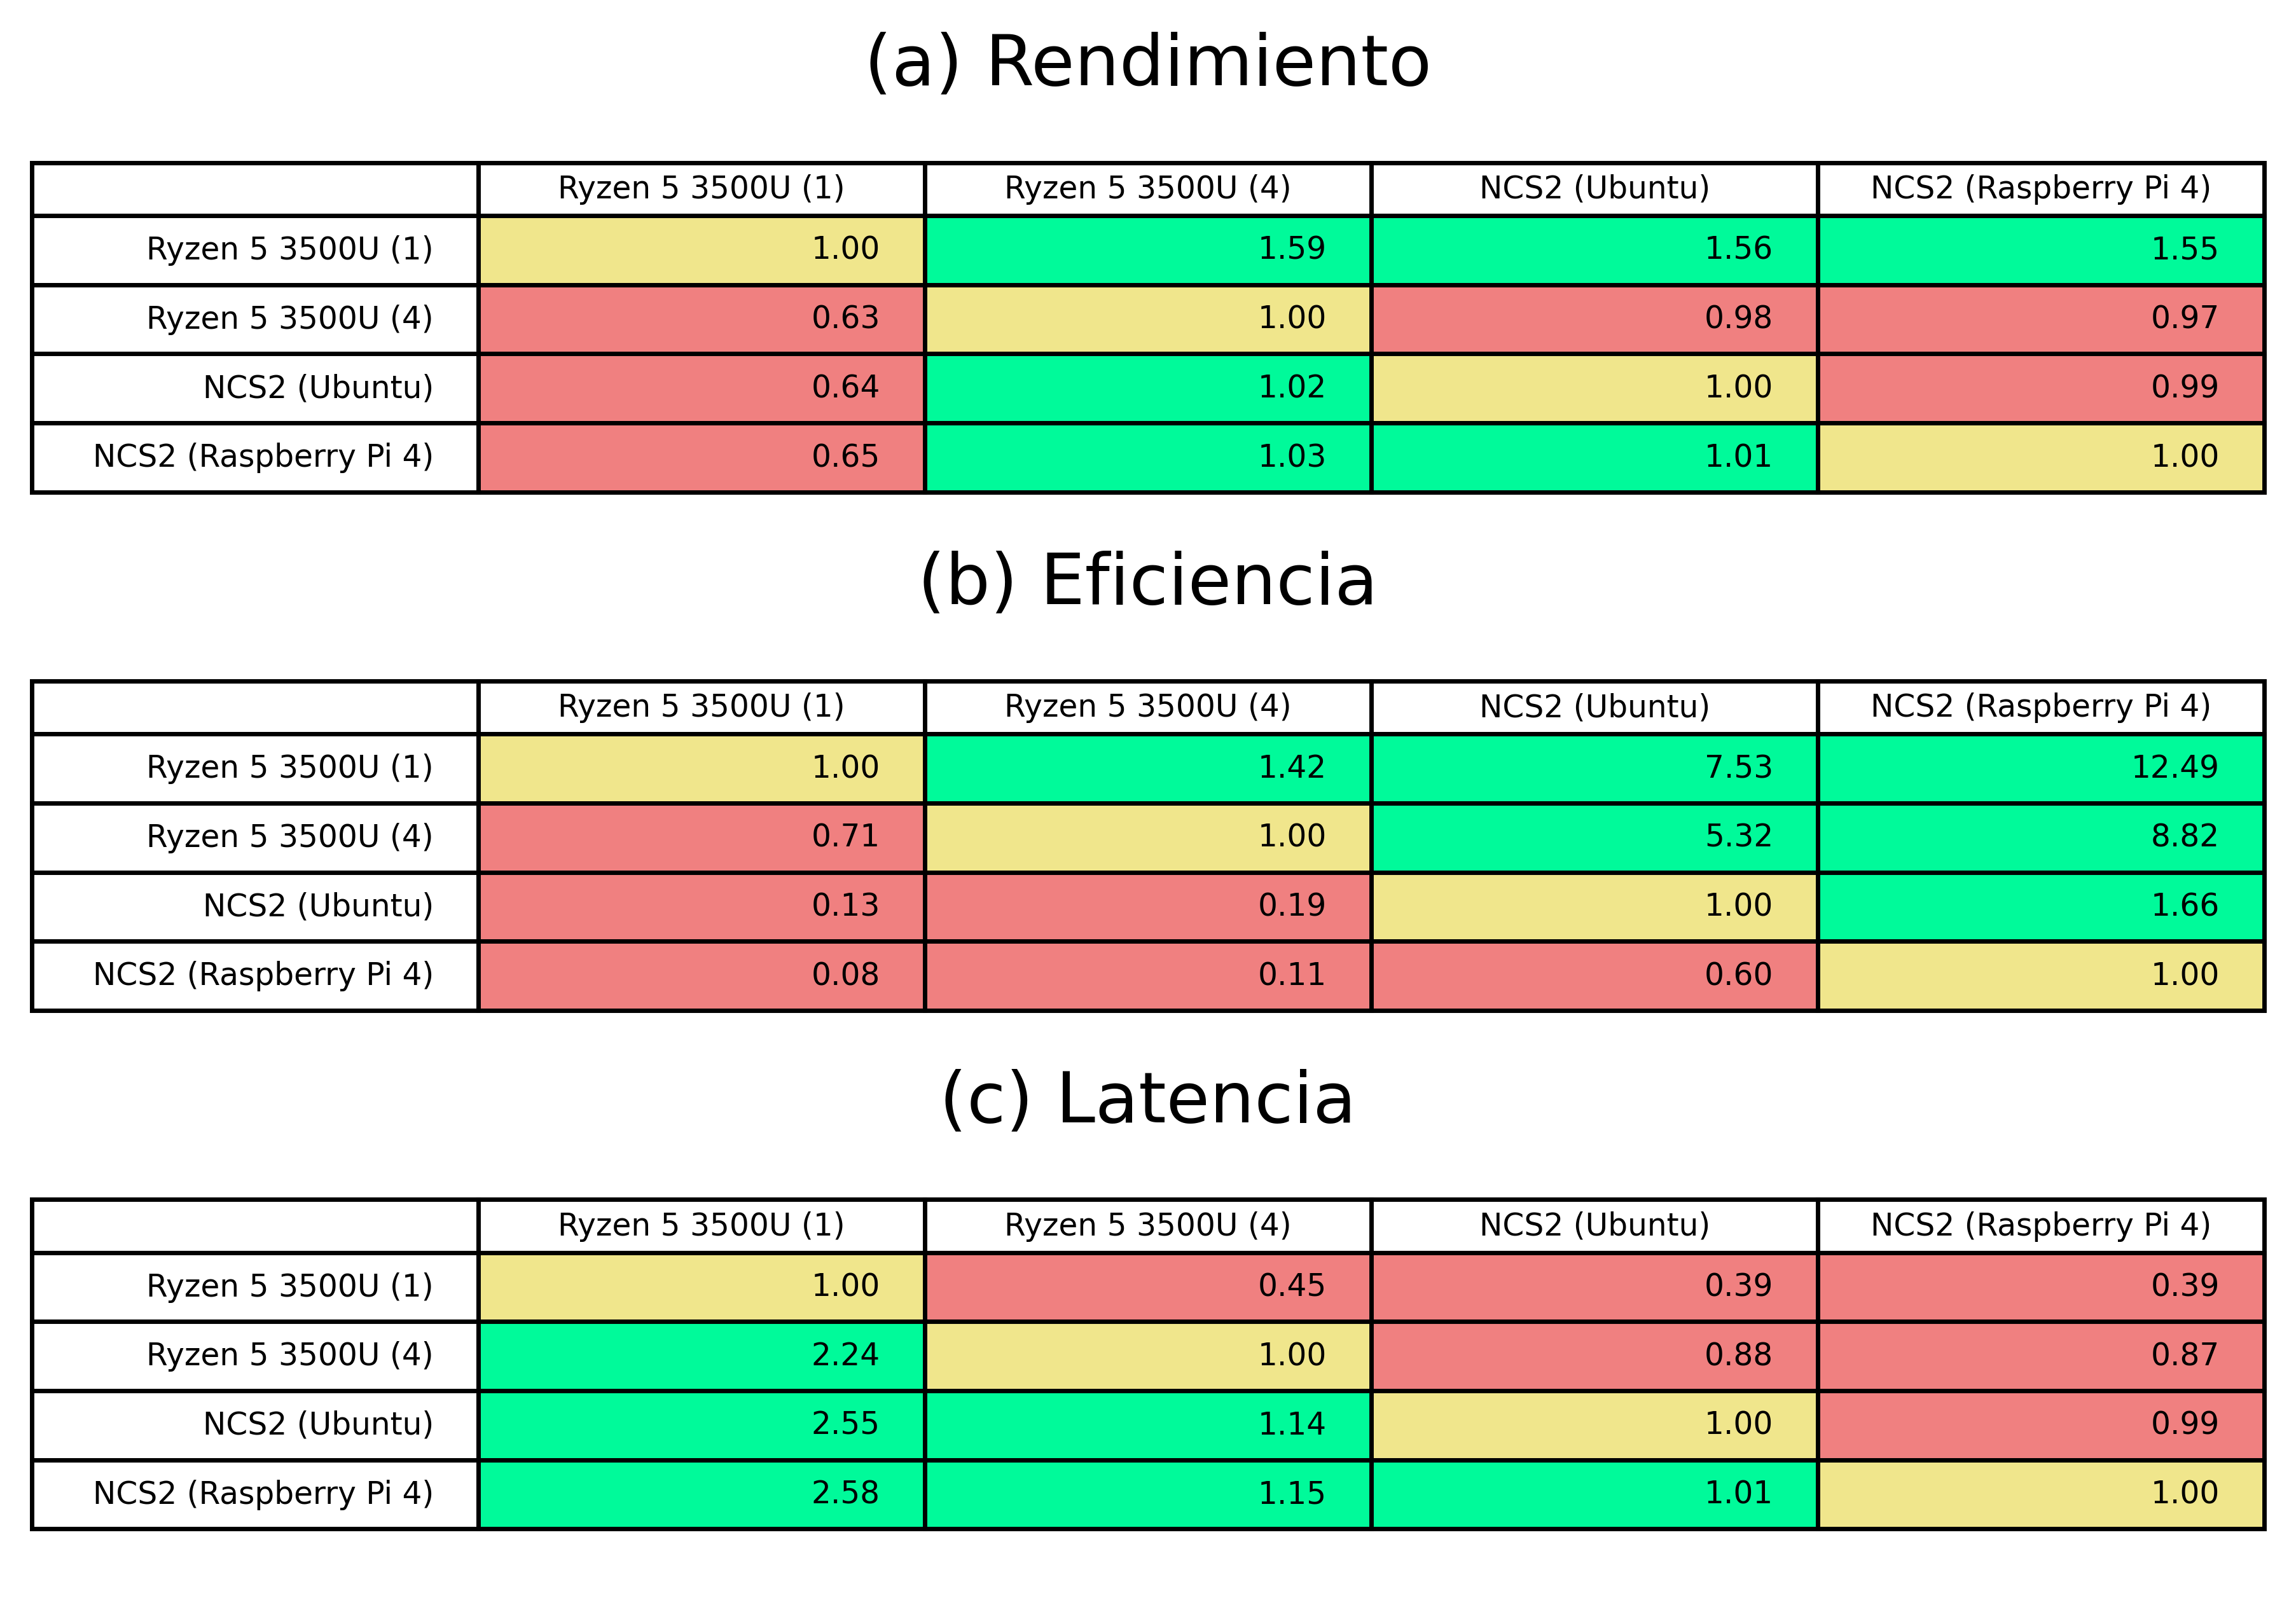 (a) Rendimiento
Ryzen 5 3500U (1) Ryzen 5 3500U (4) NCS2 (Ubuntu) NCS2 (Raspberry Pi 4)
Ryzen 5 3500U (1) 1.00 1.59 1.56 1.55
Ryzen 5 3500U (4) 0.63 1.00 0.98 0.97
NCS2 (Ubuntu) 0.64 1.02 1.00 0.99
NCS2 (Raspberry Pi 4) 0.65 1.03 1.01 1.00
(b) Eficiencia
Ryzen 5 3500U (1) Ryzen 5 3500U (4) NCS2 (Ubuntu) NCS2 (Raspberry Pi 4)
Ryzen 5 3500U (1) 1.00 1.42 7.53 12.49
Ryzen 5 3500U (4) 0.71 1.00 5.32 8.82
NCS2 (Ubuntu) 0.13 0.19 1.00 1.66
NCS2 (Raspberry Pi 4) 0.08 0.11 0.60 1.00
(c) Latencia
Ryzen 5 3500U (1) Ryzen 5 3500U (4) NCS2 (Ubuntu) NCS2 (Raspberry Pi 4)
Ryzen 5 3500U (1) 1.00 0.45 0.39 0.39
Ryzen 5 3500U (4) 2.24 1.00 0.88 0.87
NCS2 (Ubuntu) 2.55 1.14 1.00 0.99
NCS2 (Raspberry Pi 4) 2.58 1.15 1.01 1.00